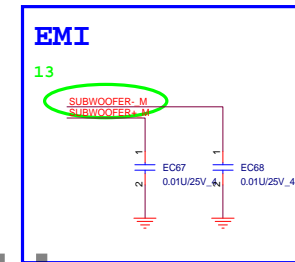 EMI
13
SUBWOOFER-_M
SUBWOOFER+_M
1
1
EC67
EC68
2
2
0.01U/25V_4
0.01U/25V_4